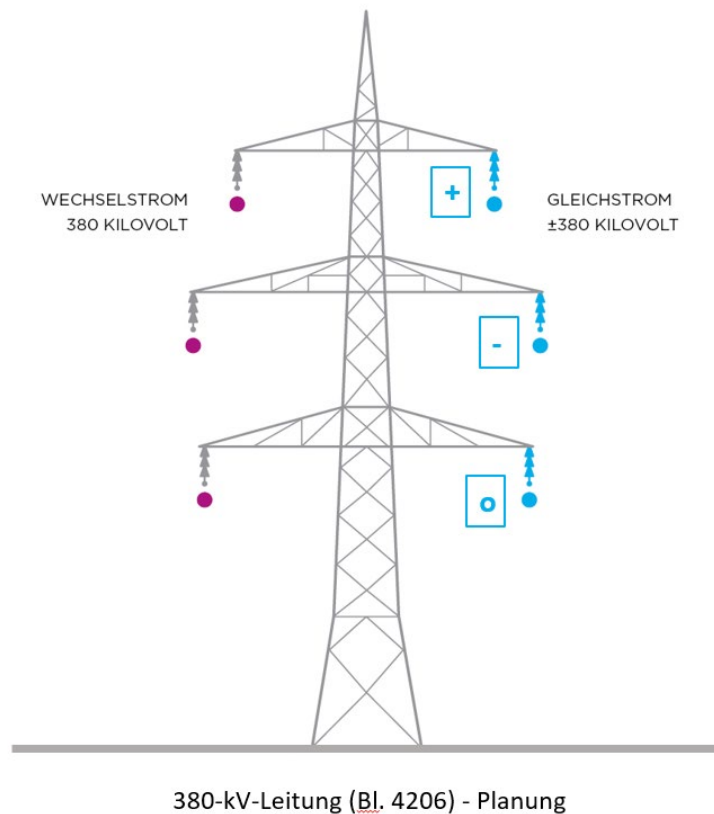 WECHSELSTROM
380 KILOVOLT
+
GLEICHSTROM
±380 KILOVOLT
-
o
380-kV-Leitung (Bl. 4206) - Planung